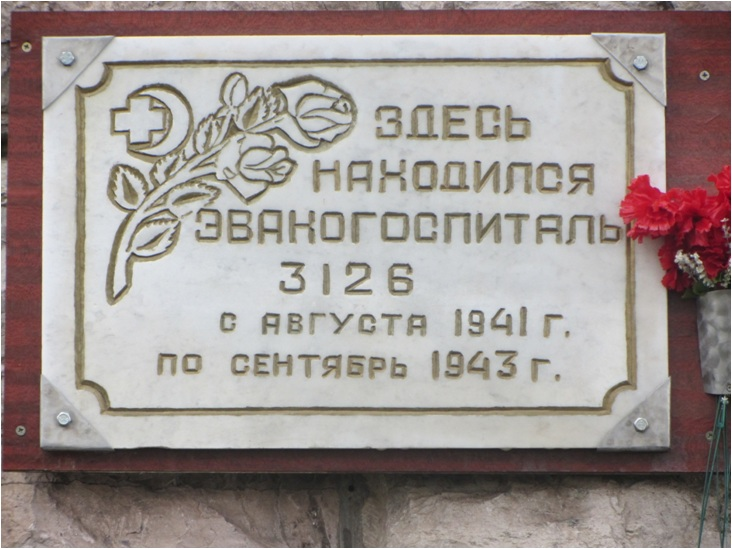 ЗДЕСЬ
НАХОДИЛСЯ
ЭВАКОГОСПИТАЛЬ
3126
С АВГУСТА 1941 Г.
ПО СЕНТЯБРЬ 1943 Г.